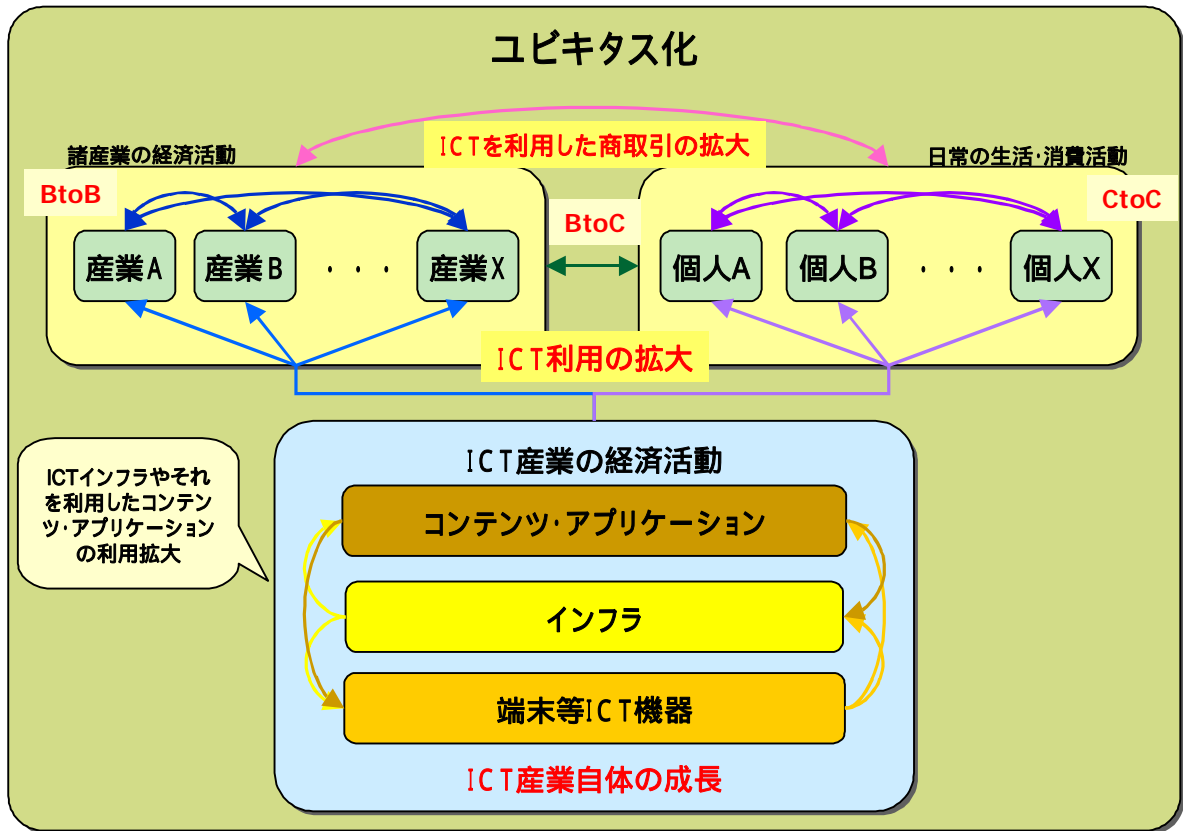 ユビキタス化
ICTを利用した商取引の拡大
諸産業の経済活動
日常の生活・消費活動
BtoB
BtoC
CtoC
産業A
産業B
・・・
産業X
個人A
個人B
・・・
個人X
ICT利用の拡大
ICT産業の経済活動
ICTインフラやそれ
を利用したコンテン
ツ・アプリケーション
の利用拡大
コンテンツ・アプリケーション
インフラ
端末等ICT機器
ICT産業自体の成長